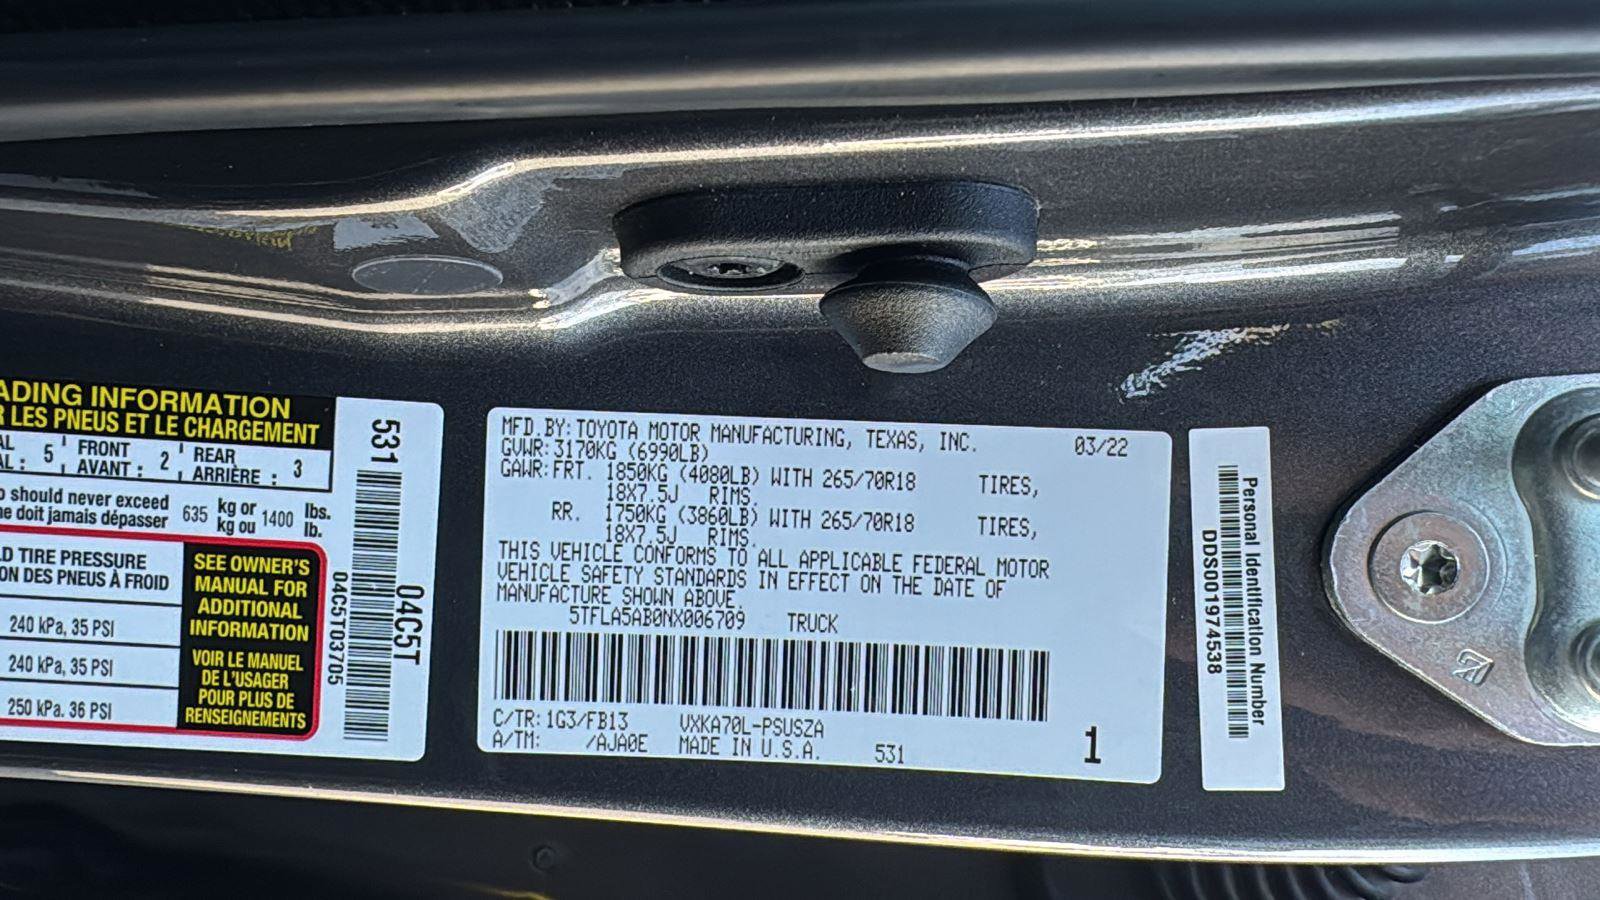 ADING INFORMATION
R LES PNEUS ET LE CHARGEMENT
AL : 5 FRONT AVANT : 2 REAR ARRIÈRE : 3
o should never exceed 635 kg or 1400 lbs.
ne doit jamais dépasser kg ou lb.
D TIRE PRESSURE
ON DES PNEUS À FROID
240 kPa, 35 PSI
240 kPa, 35 PSI
250 kPa. 36 PSI
SEE OWNER'S
MANUAL FOR
ADDITIONAL
INFORMATION
VOIR LE MANUEL
DE L'USAGER
POUR PLUS DE
RENSEIGNEMENTS
531
04C5T
04C5T03705
MFD.BY:TOYOTA MOTOR MANUFACTURING, TEXAS, INC. 03/22
GVWR:3170KG (6990LB)
GAWR:FRT. 1850KG (4080LB) WITH 265/70R18 TIRES,
18X7.5J RIMS,
RR. 1750KG (3860LB) WITH 265/70R18 TIRES,
18X7.5J RIMS.
THIS VEHICLE CONFORMS TO ALL APPLICABLE FEDERAL MOTOR
VEHICLE SAFETY STANDARDS IN EFFECT ON THE DATE OF
MANUFACTURE SHOWN ABOVE.
5TFLA5AB0NX006709 TRUCK
C/TR:1G3/FB13 VXKA70L-PSUSZA
A/TM: /AJA0E MADE IN U.S.A. 531 1
Personal Identification Number
DDS001974538